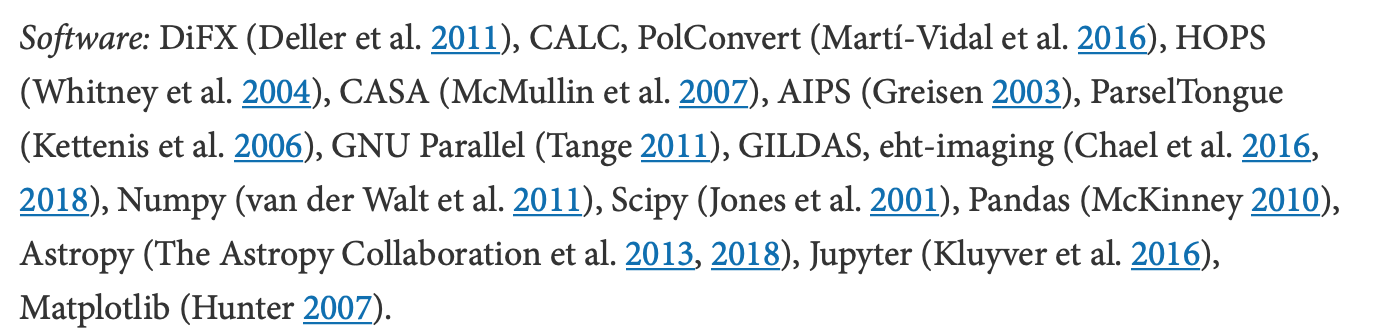 Software: DiFX (Deller et al. 2011), CALC, PolConvert (Martí-Vidal et al. 2016), HOPS
(Whitney et al. 2004), CASA (McMullin et al. 2007), AIPS (Greisen 2003), ParselTongue
(Kettenis et al. 2006), GNU Parallel (Tange 2011), GILDAS, eht-imaging (Chael et al. 2016,
2018), Numpy (van der Walt et al. 2011), Scipy (Jones et al. 2001), Pandas (McKinney 2010),
Astropy (The Astropy Collaboration et al. 2013, 2018), Jupyter (Kluyver et al. 2016),
Matplotlib (Hunter 2007).